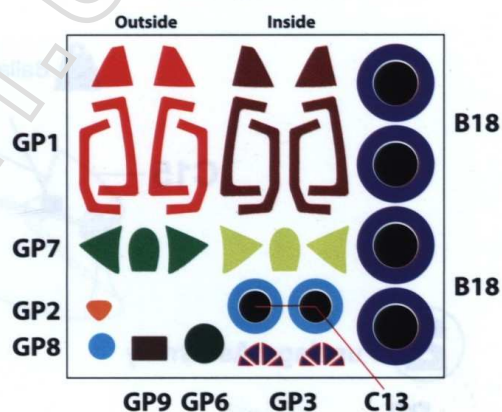 Outside Inside
GP1 B18
GP7
GP2 B18
GP8
GP9 GP6 GP3 C13